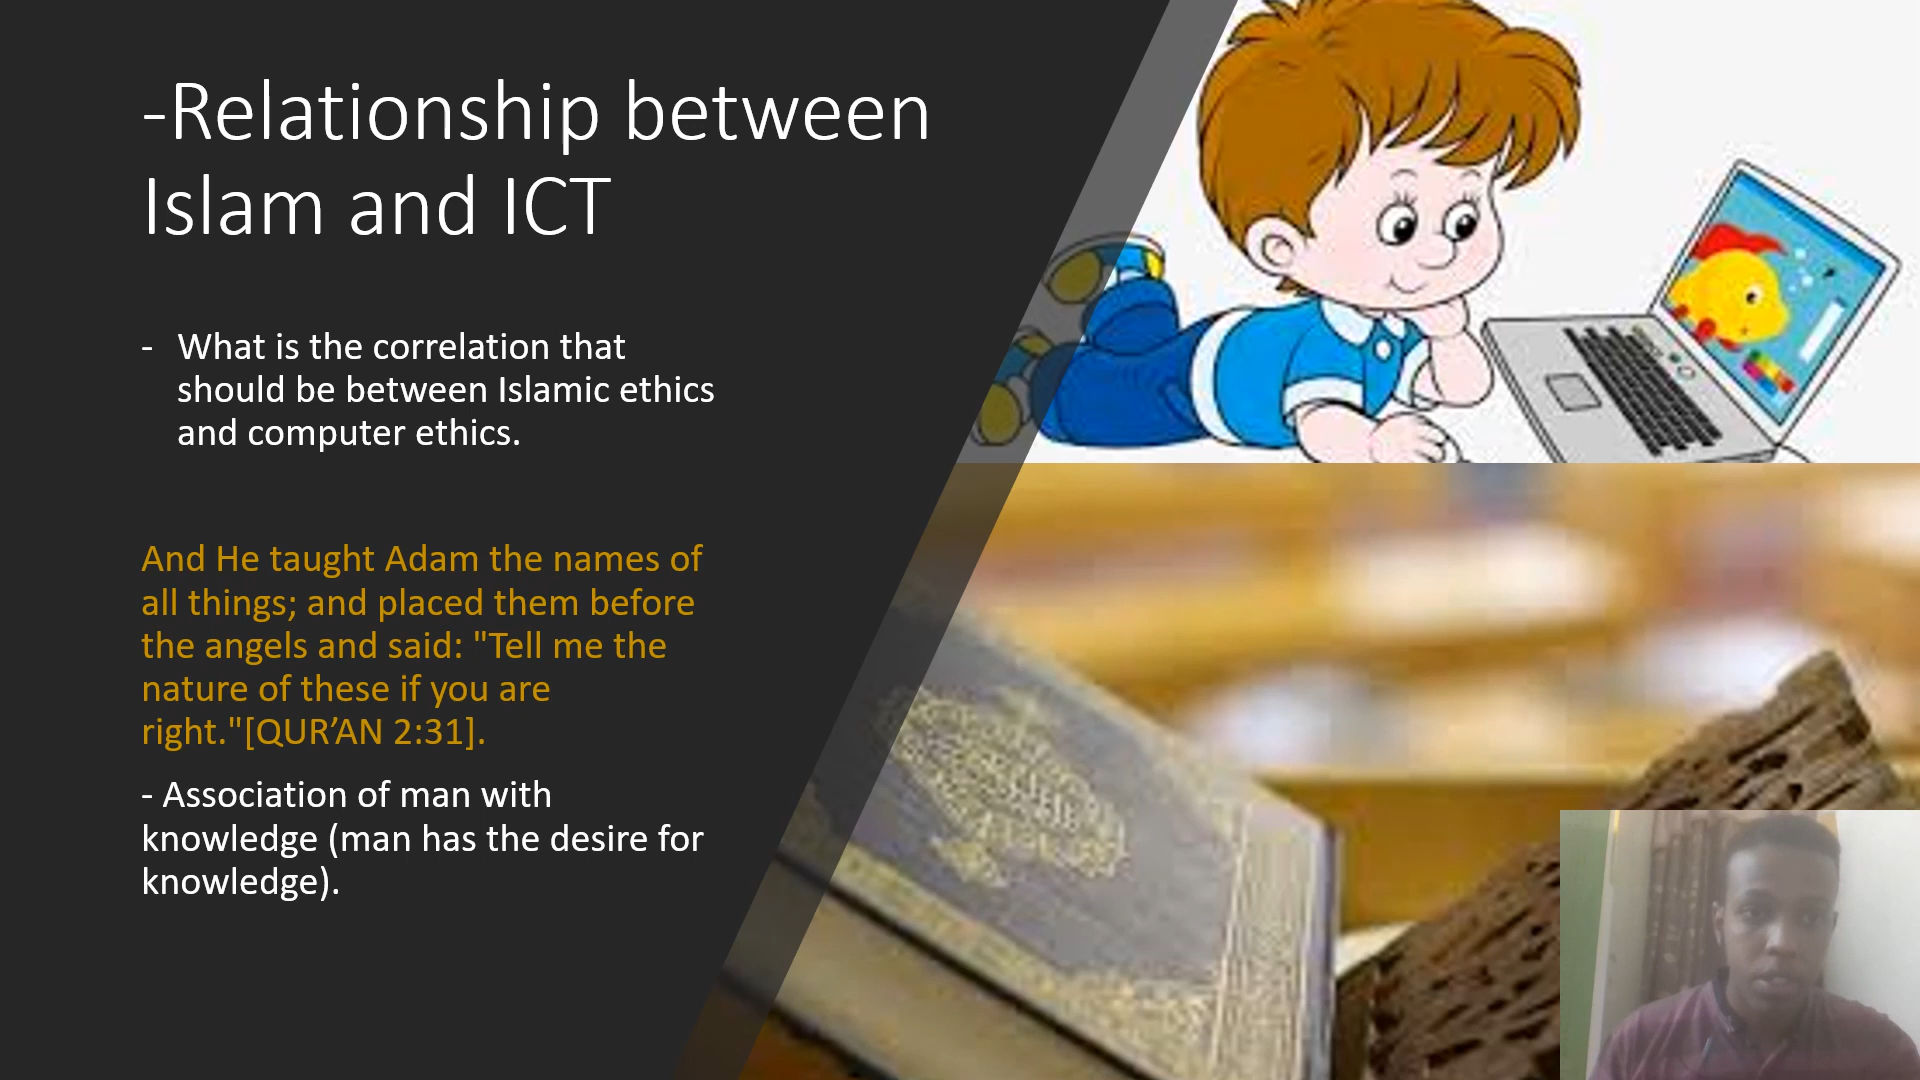 -Relationship between
Islam and ICT
- What is the correlation that
should be between Islamic ethics
and computer ethics.
And He taught Adam the names of
all things; and placed them before
the angels and said: "Tell me the
nature of these if you are
right."[QUR’AN 2:31].
- Association of man with
knowledge (man has the desire for
knowledge).